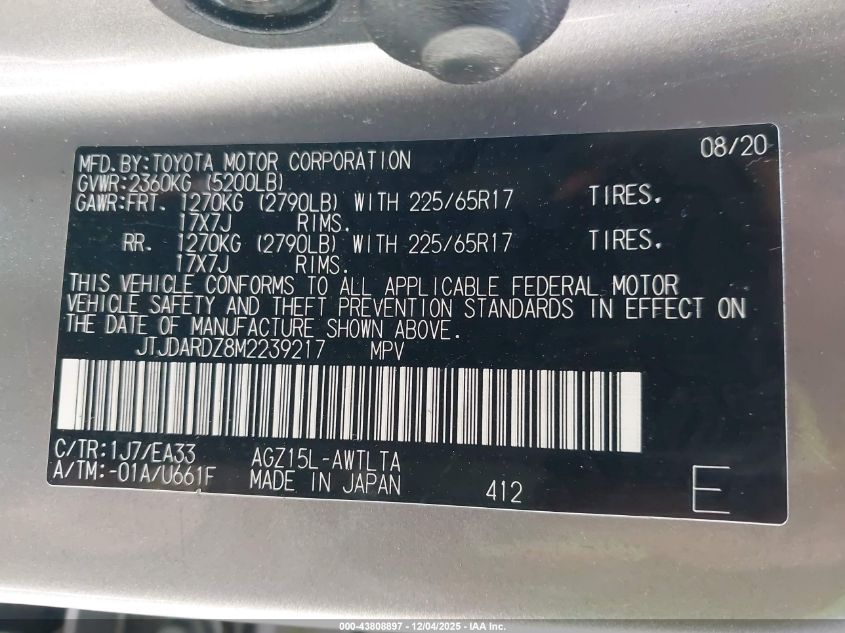 MFD.BY:TOYOTA MOTOR CORPORATION 08/20
GVWR:2360KG (5200LB)
GAWR:FRT. 1270KG (2790LB) WITH 225/65R17 TIRES.
17X7J RIMS.
RR. 1270KG (2790LB) WITH 225/65R17 TIRES.
17X7J RIMS.
THIS VEHICLE CONFORMS TO ALL APPLICABLE FEDERAL MOTOR
VEHICLE SAFETY AND THEFT PREVENTION STANDARDS IN EFFECT ON
THE DATE OF MANUFACTURE SHOWN ABOVE.
JTJDARDZ8M2239217 MPV
C/TR:1J7/EA33 AGZ15L-AWTLTA
A/TM:-01A/U661F MADE IN JAPAN 412 E
000-43808897 - 12/04/2025 - IAA Inc.